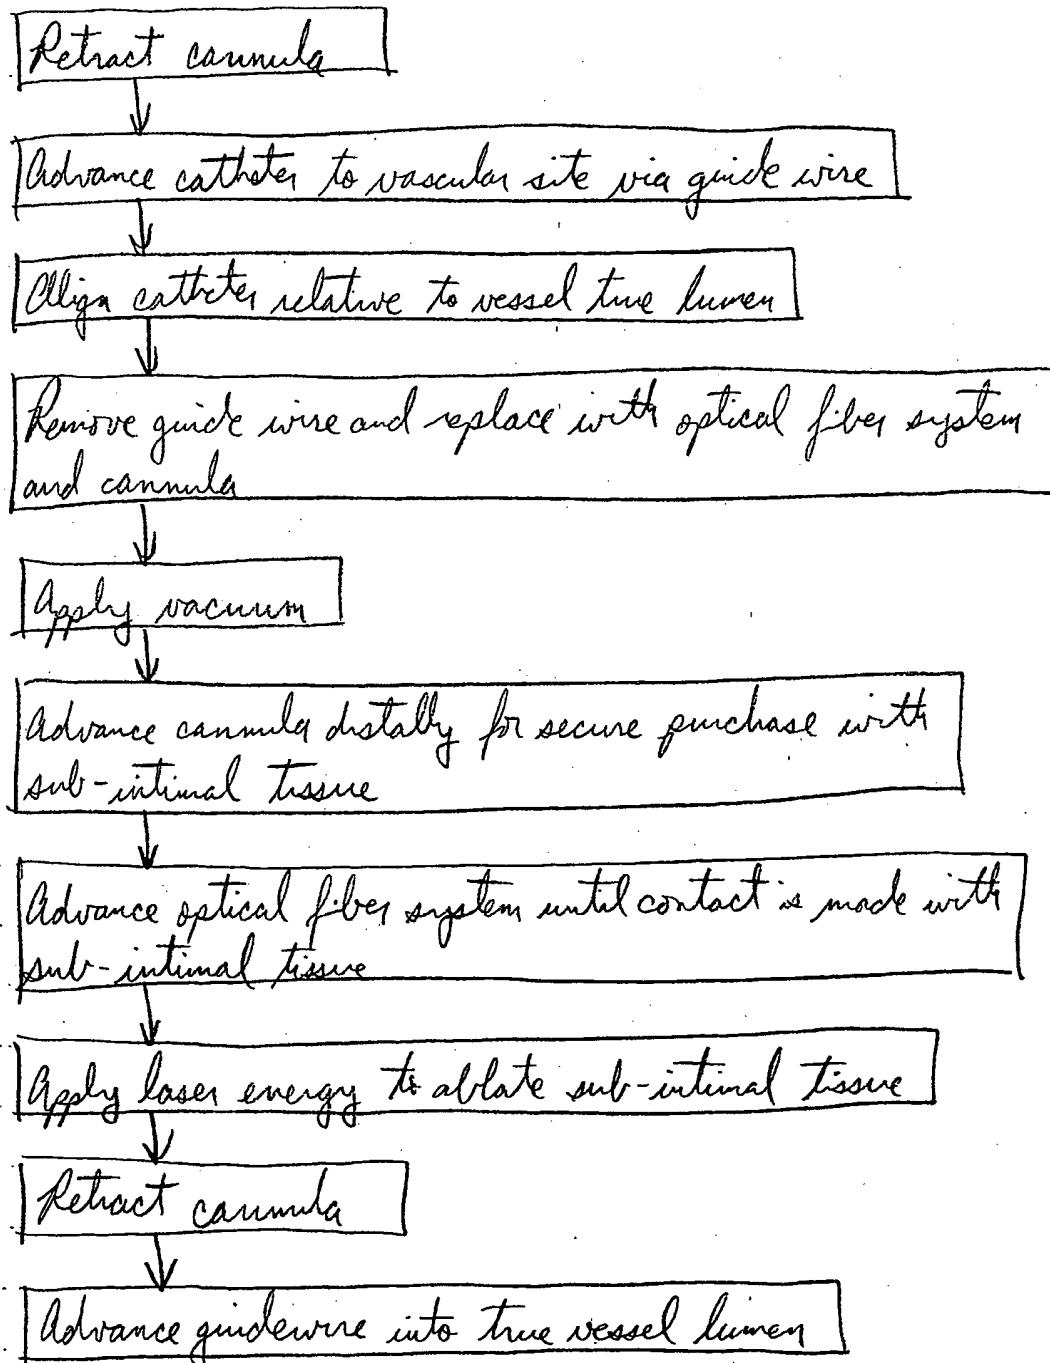 Retract cannula
Advance catheter to vascular site via guide wire
Align catheter relative to vessel true lumen
Remove guide wire and replace with optical fiber system
and cannula
Apply vacuum
Advance cannula distally for secure purchase with
sub-intimal tissue
Advance optical fiber system until contact is made with
sub-intimal tissue
Apply laser energy to ablate sub-intimal tissue
Retract cannula
Advance guidewire into true vessel lumen